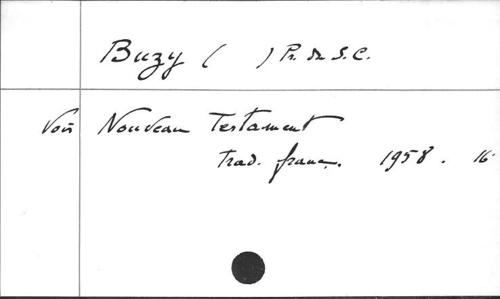 Buzy ( ) Pr. du S.C.
Voir Nouveau Testament
trad. franç. 1958. 16°